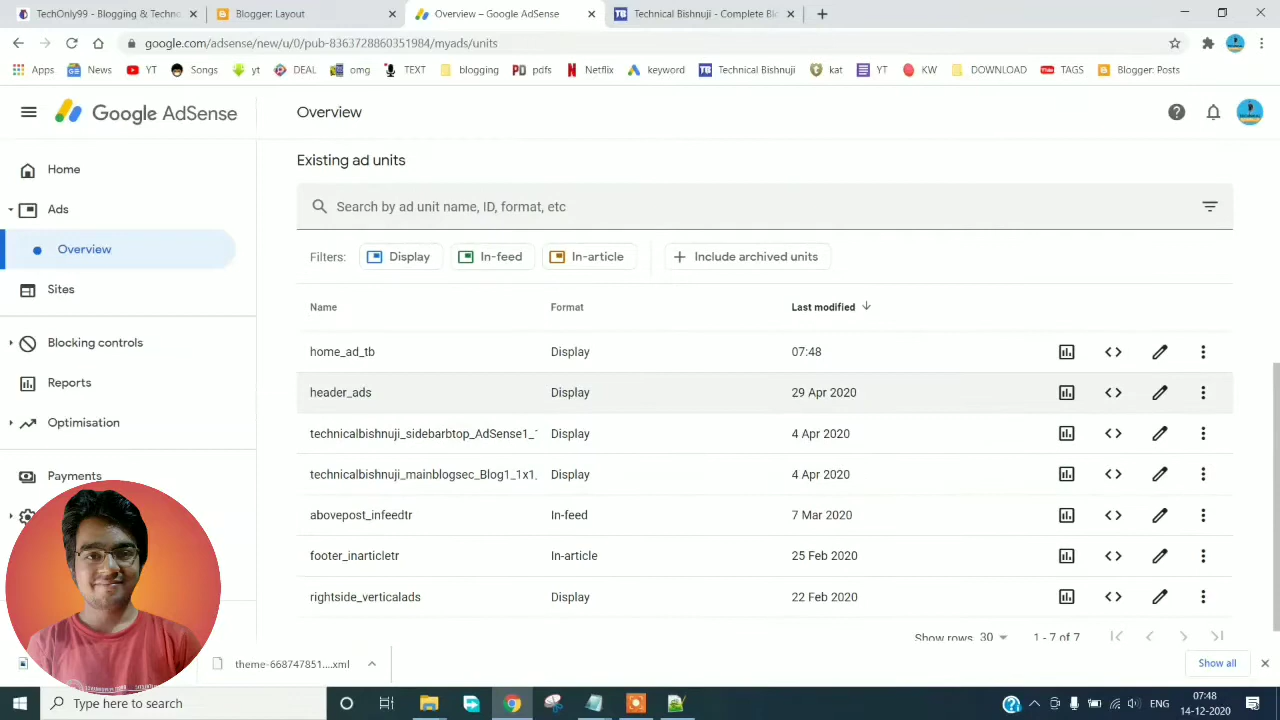 TechOnly99 - Blogging & Techno
Blogger: Layout
Overview – Google AdSense
Technical Bishnuji - Complete Bl
google.com/adsense/new/u/0/pub-8363728860351984/myads/units
Apps
News
YT
Songs
yt
DEAL
omg
TEXT
blogging
PD pdfs
Netflix
keyword
TB Technical Bishnuji
kat
YT
KW
DOWNLOAD
TAGS
Blogger: Posts
Google AdSense
Overview
Home
Ads
Overview
Sites
Blocking controls
Reports
Optimisation
Payments
Existing ad units
Search by ad unit name, ID, format, etc
Filters: Display In-feed In-article Include archived units
Name Format Last modified
home_ad_tb Display 07:48
header_ads Display 29 Apr 2020
technicalbishnuji_sidebarbtop_AdSense1_ Display 4 Apr 2020
technicalbishnuji_mainblogsec_Blog1_1x1. Display 4 Apr 2020
abovepost_infeedtr In-feed 7 Mar 2020
footer_inarticletr In-article 25 Feb 2020
rightside_verticalads Display 22 Feb 2020
Show rows 30 1 - 7 of 7
theme-668747851....xml
Show all
Type here to search
ENG
07:48
14-12-2020